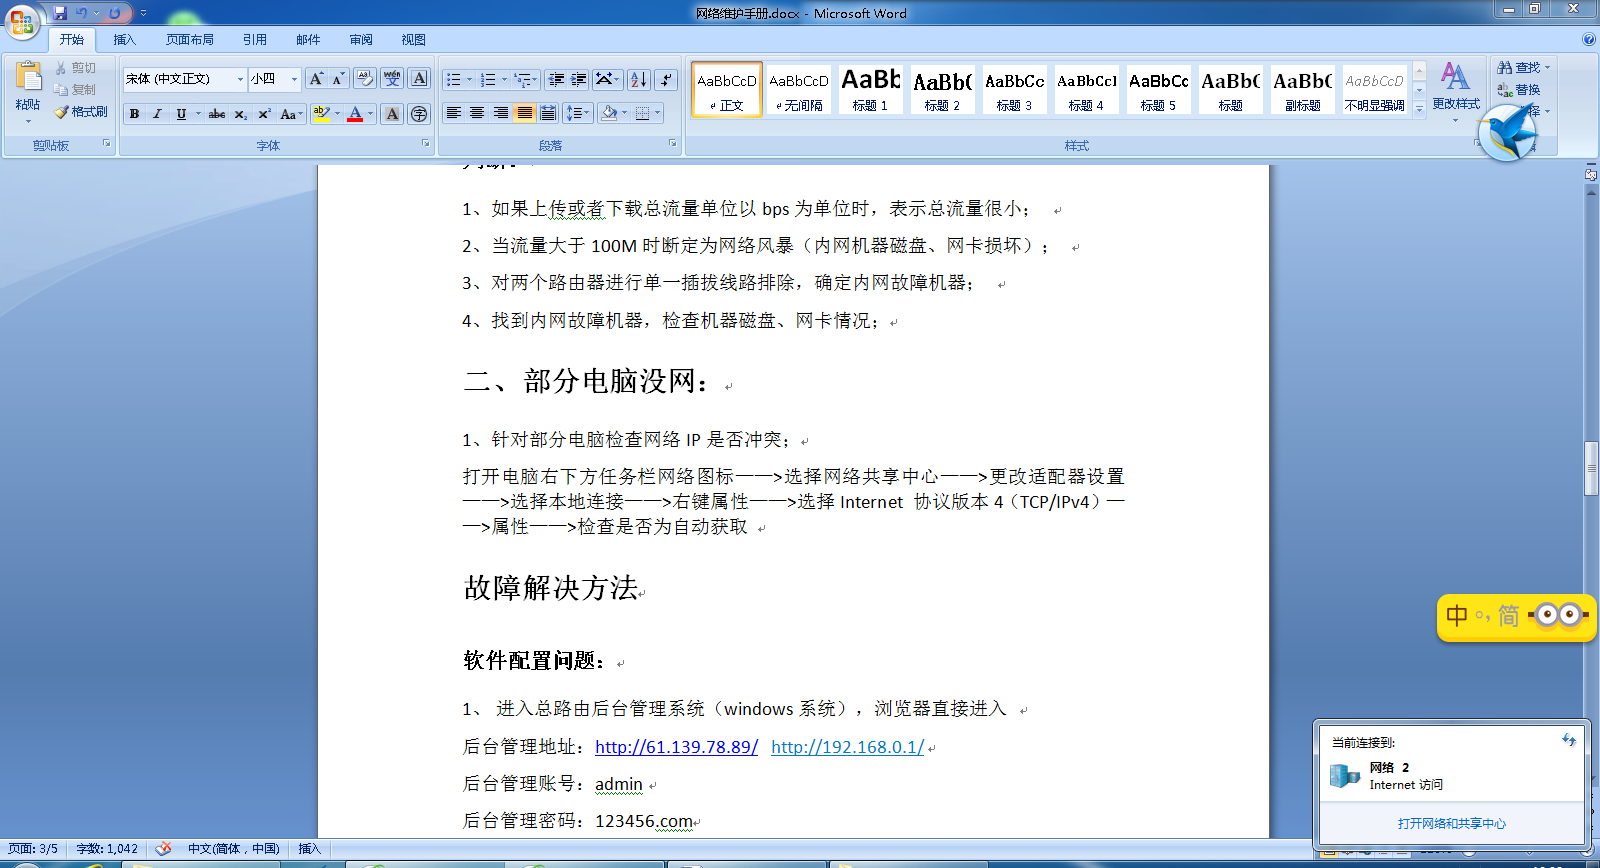 网络维护手册.docx - Microsoft Word
开始 插入 页面布局 引用 邮件 审阅 视图
粘贴
剪切
复制
格式刷
剪贴板
宋体 (中文正文) 小四
字体
段落
AaBbCcD AaBbCcD AaBb AaBb( AaBbCc AaBbCcI AaBbCc AaBbC AaBbC AaBbCcD
正文 无间隔 标题 1 标题 2 标题 3 标题 4 标题 5 标题 副标题 不明显强调
更改样式
样式
查找
替换
1、如果上传或者下载总流量单位以 bps 为单位时，表示总流量很小；
2、当流量大于 100M 时断定为网络风暴（内网机器磁盘、网卡损坏）；
3、对两个路由器进行单一插拔线路排除，确定内网故障机器；
4、找到内网故障机器，检查机器磁盘、网卡情况；
二、部分电脑没网：
1、针对部分电脑检查网络 IP 是否冲突；
打开电脑右下方任务栏网络图标——>选择网络共享中心——>更改适配器设置
——>选择本地连接——>右键属性——>选择 Internet 协议版本 4（TCP/IPv4）—
—>属性——>检查是否为自动获取
故障解决方法
软件配置问题：
1、 进入总路由后台管理系统（windows 系统），浏览器直接进入
后台管理地址：http://61.139.78.89/ http://192.168.0.1/
后台管理账号：admin
后台管理密码：123456.com
中 °, 简
当前连接到:
网络 2
Internet 访问
打开网络和共享中心
页面: 3/5 字数: 1,042 中文(简体，中国) 插入